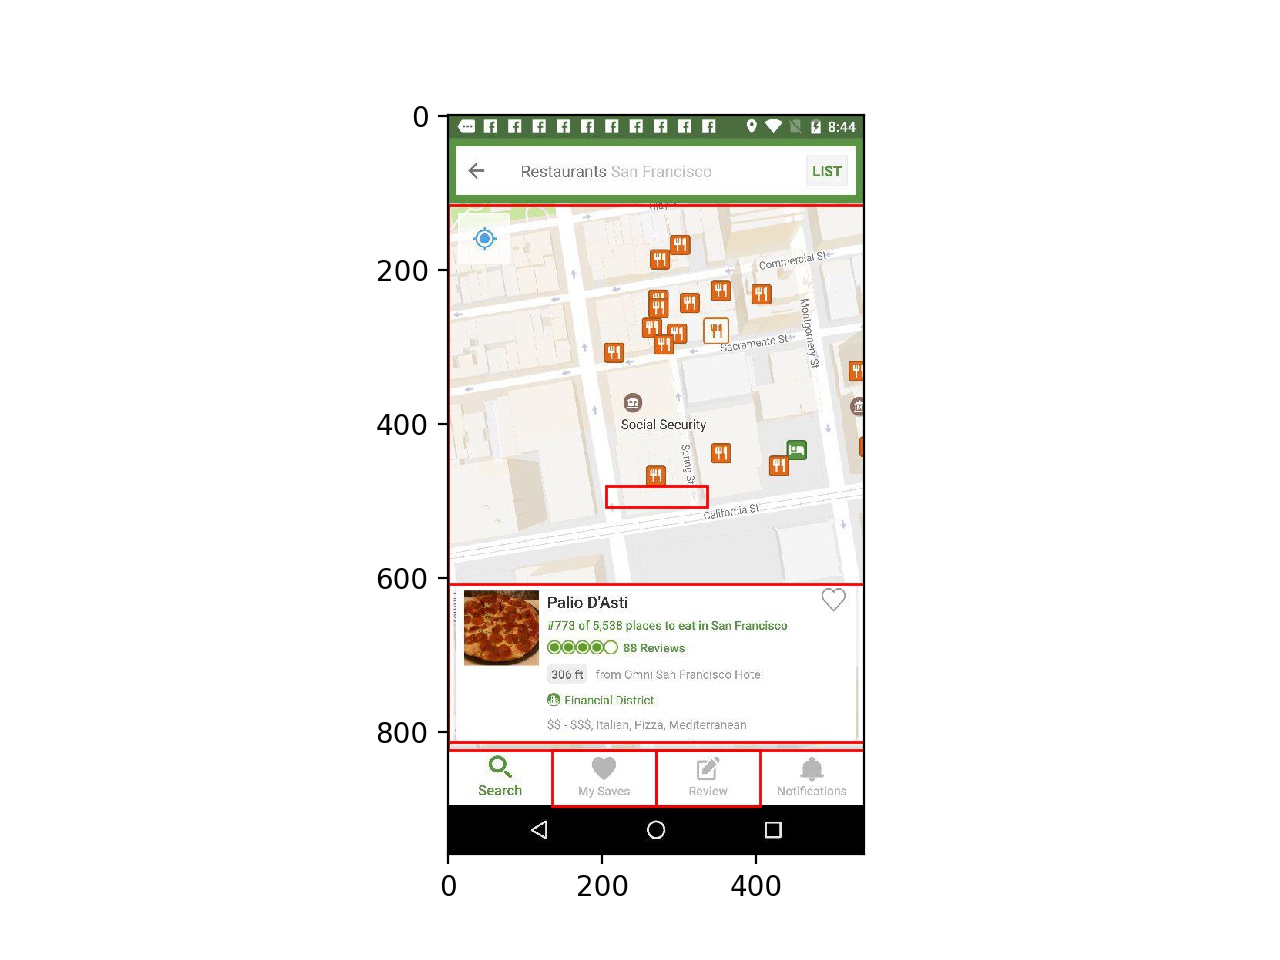 0
8:44
Restaurants San Francisco
LIST
200
Commercial St
Montgomery St
Sacramento St
400
Social Security
Spring St
California St
600
Palio D'Asti
#773 of 5,538 places to eat in San Francisco
88 Reviews
306 ft from Omni San Francisco Hotel
Financial District
$$ - $$$, Italian, Pizza, Mediterranean
800
Search
My Saves
Review
Notifications
0
200
400